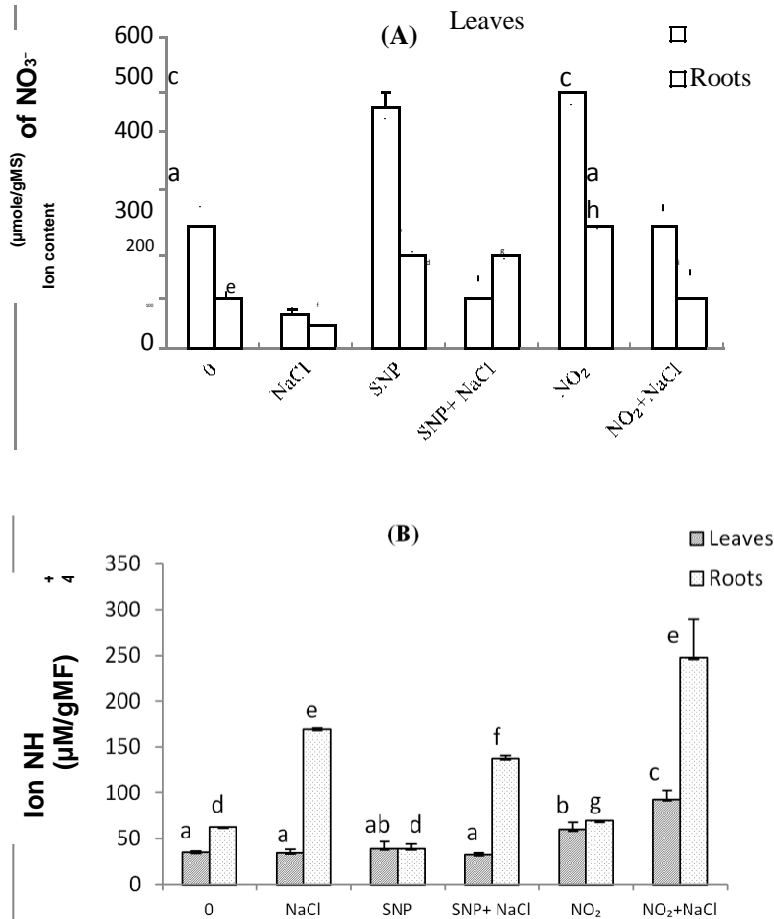 (A)
Leaves
Roots
of NO₃⁻
(µmole/gMS)
Ion content
600
500
400
300
200
0
c
a
e
c
a
h
g
d
0
NaCl
SNP
SNP+ NaCl
NO₂
NO₂+NaCl
(B)
Leaves
Roots
Ion NH
+
4
(µM/gMF)
350
300
250
200
150
100
50
0
a
d
a
e
ab
d
a
f
b
g
c
e
0
NaCl
SNP
SNP+ NaCl
NO₂
NO₂+NaCl